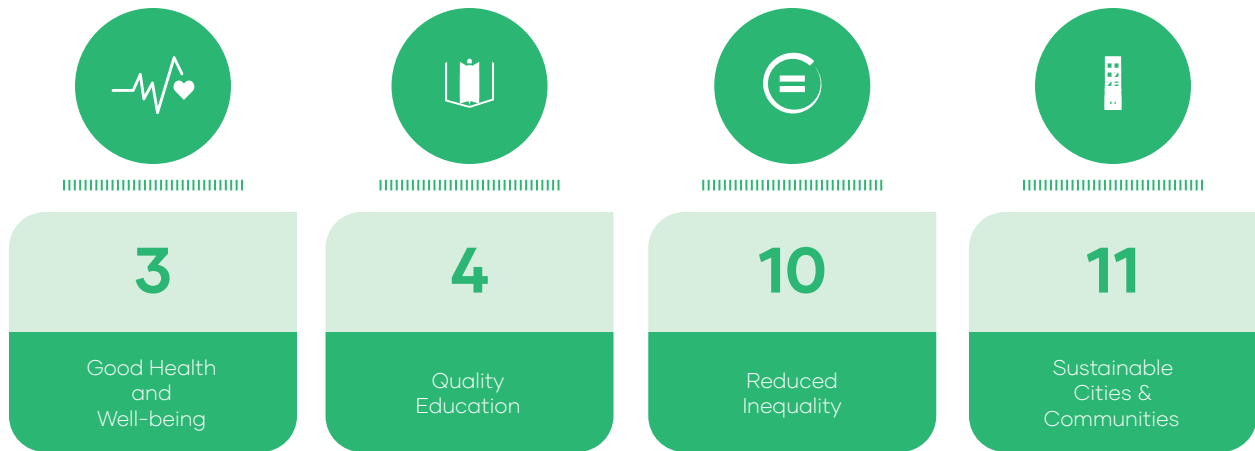 3
Good Health
and
Well-being
4
Quality
Education
10
Reduced
Inequality
11
Sustainable
Cities &
Communities